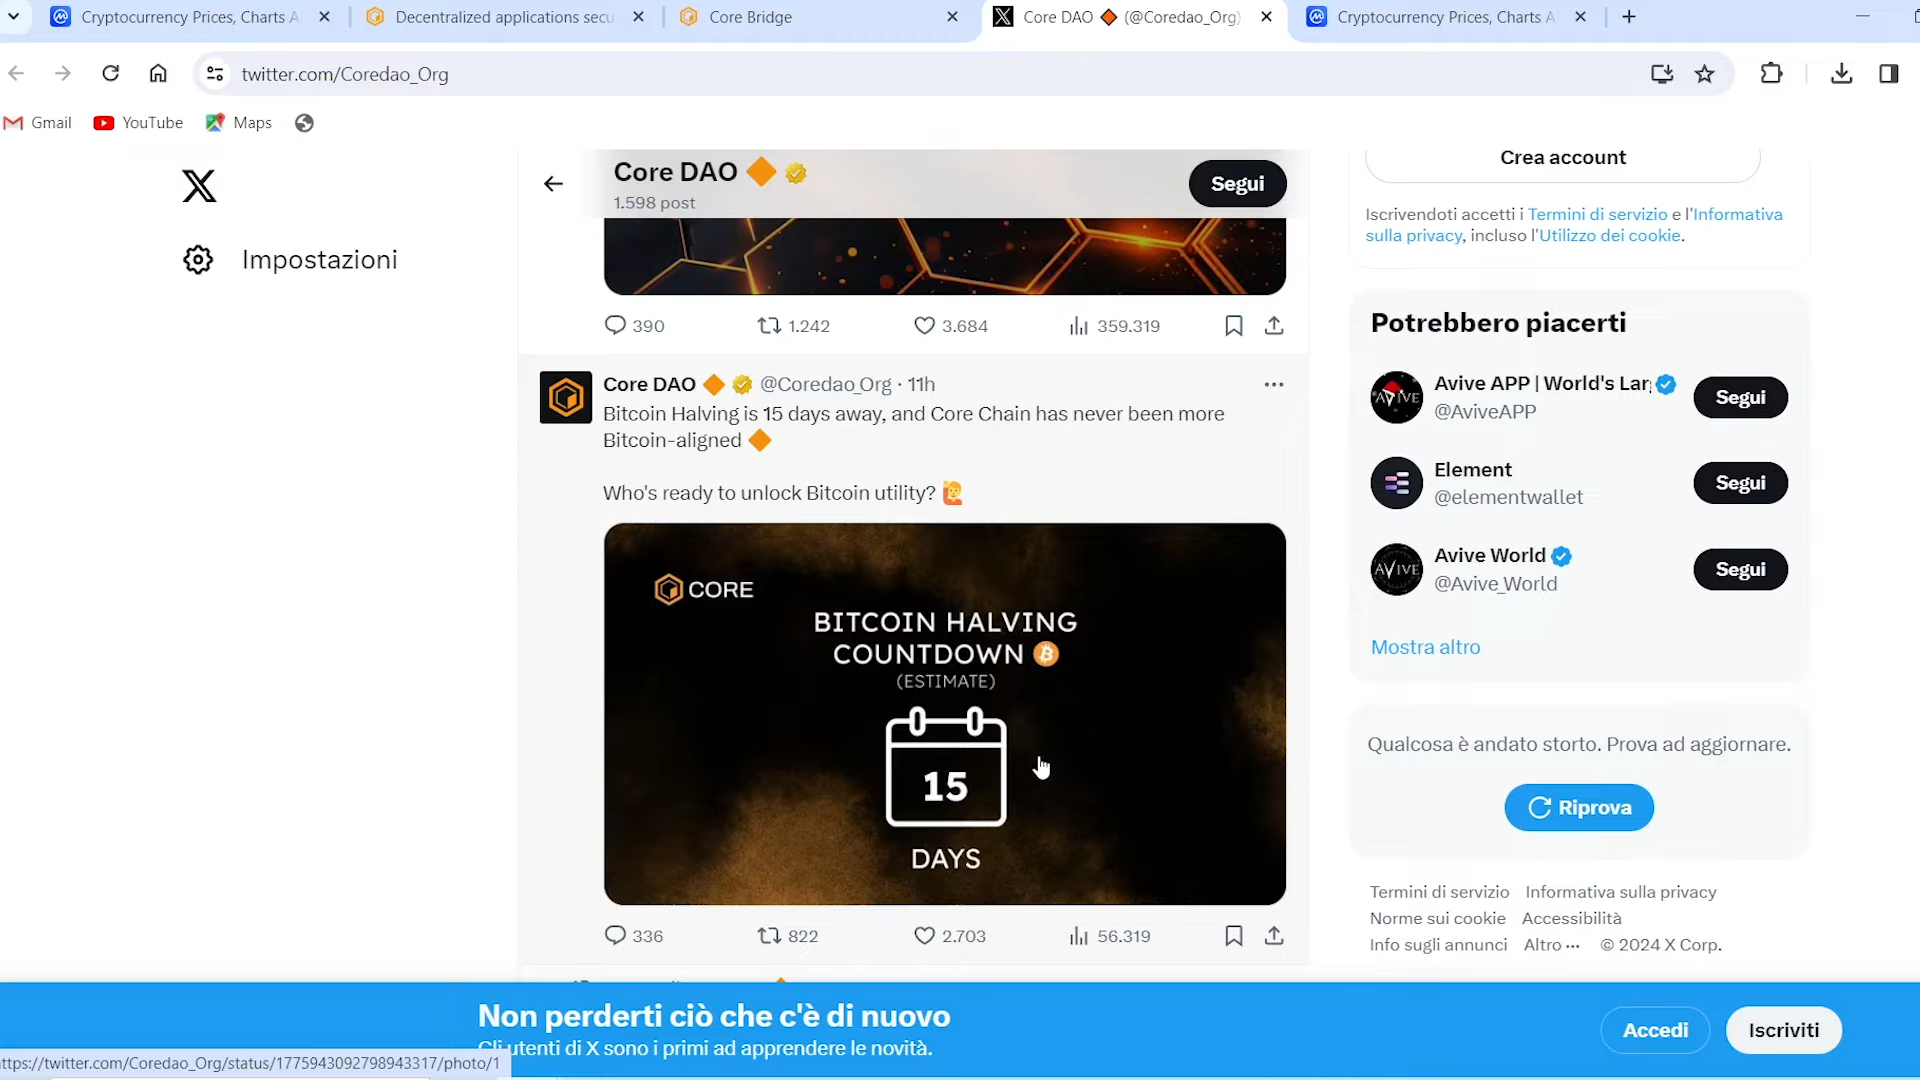 Cryptocurrency Prices, Charts A
Decentralized applications secu
Core Bridge
Core DAO 🔶 (@Coredao_Org)
Cryptocurrency Prices, Charts A
twitter.com/Coredao_Org
Gmail
YouTube
Maps
Impostazioni
Core DAO 🔶
1.598 post
Segui
390
1.242
3.684
359.319
Core DAO 🔶 @Coredao_Org · 11h
Bitcoin Halving is 15 days away, and Core Chain has never been more
Bitcoin-aligned 🔶
Who's ready to unlock Bitcoin utility? 🙋
CORE
BITCOIN HALVING
COUNTDOWN
(ESTIMATE)
15
DAYS
336
822
2.703
56.319
Crea account
Iscrivendoti accetti i Termini di servizio e l'Informativa
sulla privacy, incluso l'Utilizzo dei cookie.
Potrebbero piacerti
AVIVE
Avive APP | World's Lar
@AviveAPP
Segui
Element
@elementwallet
Segui
AVIVE
Avive World
@Avive_World
Segui
Mostra altro
Qualcosa è andato storto. Prova ad aggiornare.
Riprova
Termini di servizio Informativa sulla privacy
Norme sui cookie Accessibilità
Info sugli annunci Altro ··· © 2024 X Corp.
Non perderti ciò che c'è di nuovo
Gli utenti di X sono i primi ad apprendere le novità.
Accedi
Iscriviti
ttps://twitter.com/Coredao_Org/status/1775943092798943317/photo/1